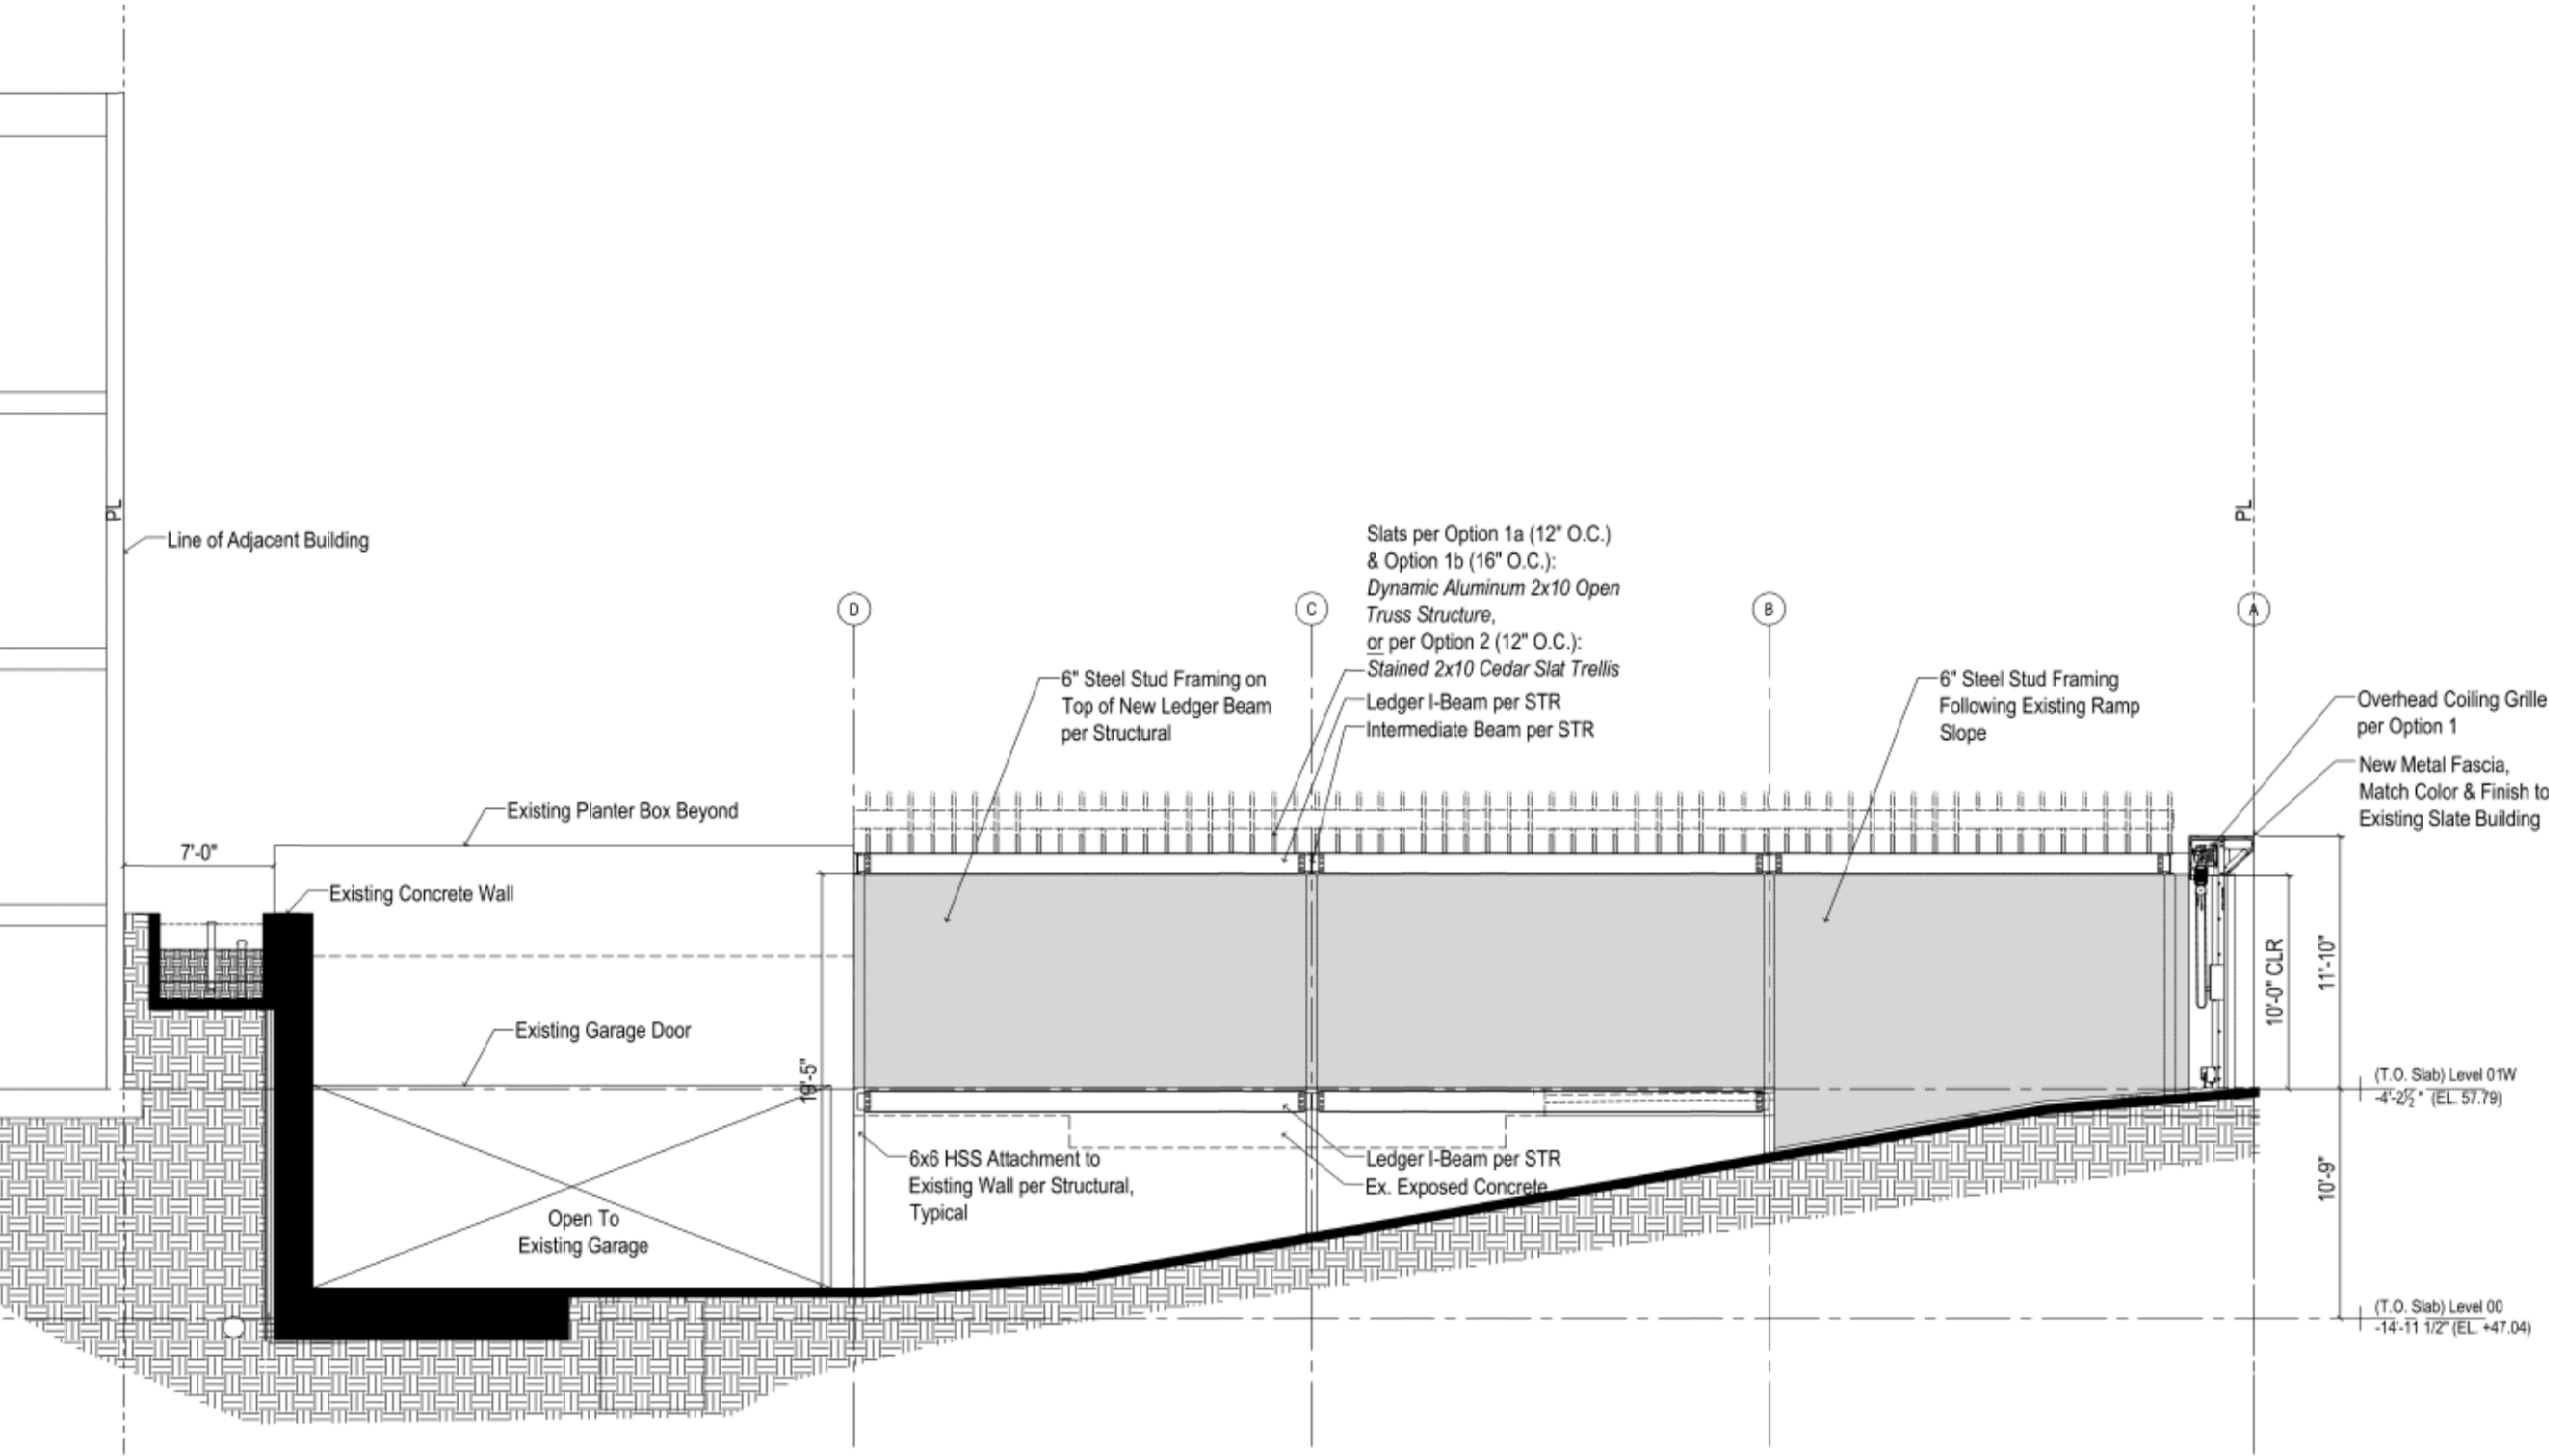 PL
Line of Adjacent Building
7'-0"
Existing Planter Box Beyond
Existing Concrete Wall
Existing Garage Door
Open To
Existing Garage
D
C
B
A
PL
6" Steel Stud Framing on
Top of New Ledger Beam
per Structural
Slats per Option 1a (12" O.C.)
& Option 1b (16" O.C.):
Dynamic Aluminum 2x10 Open
Truss Structure,
or per Option 2 (12" O.C.):
Stained 2x10 Cedar Slat Trellis
Ledger I-Beam per STR
Intermediate Beam per STR
6" Steel Stud Framing
Following Existing Ramp
Slope
Overhead Coiling Grille
per Option 1
New Metal Fascia,
Match Color & Finish to
Existing Slate Building
19'-5"
6x6 HSS Attachment to
Existing Wall per Structural,
Typical
Ledger I-Beam per STR
Ex. Exposed Concrete
10'-0" CLR
11'-10"
10'-9"
(T.O. Slab) Level 01W
-4'-2½" (EL. 57.79)
(T.O. Slab) Level 00
-14'-11 1/2" (EL. +47.04)